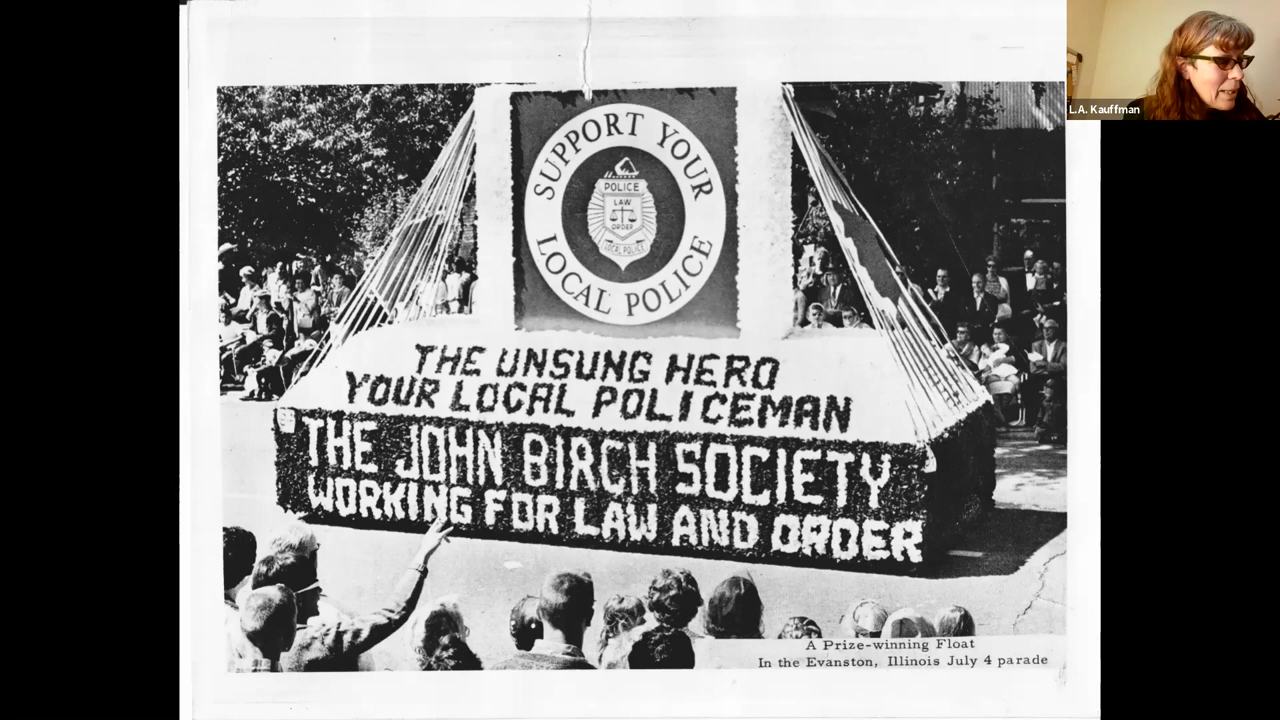 L.A. Kauffman
SUPPORT YOUR
POLICE
LAW
ORDER
LOCAL POLICE
LOCAL POLICE
THE UNSUNG HERO
YOUR LOCAL POLICEMAN
THE JOHN BIRCH SOCIETY
WORKING FOR LAW AND ORDER
A Prize-winning Float
In the Evanston, Illinois July 4 parade